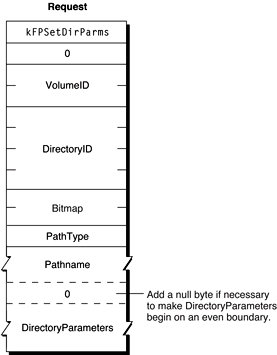 Request
kFPSetDirParms
0
VolumeID
DirectoryID
Bitmap
PathType
Pathname
0
Add a null byte if necessary
to make DirectoryParameters
begin on an even boundary.
DirectoryParameters